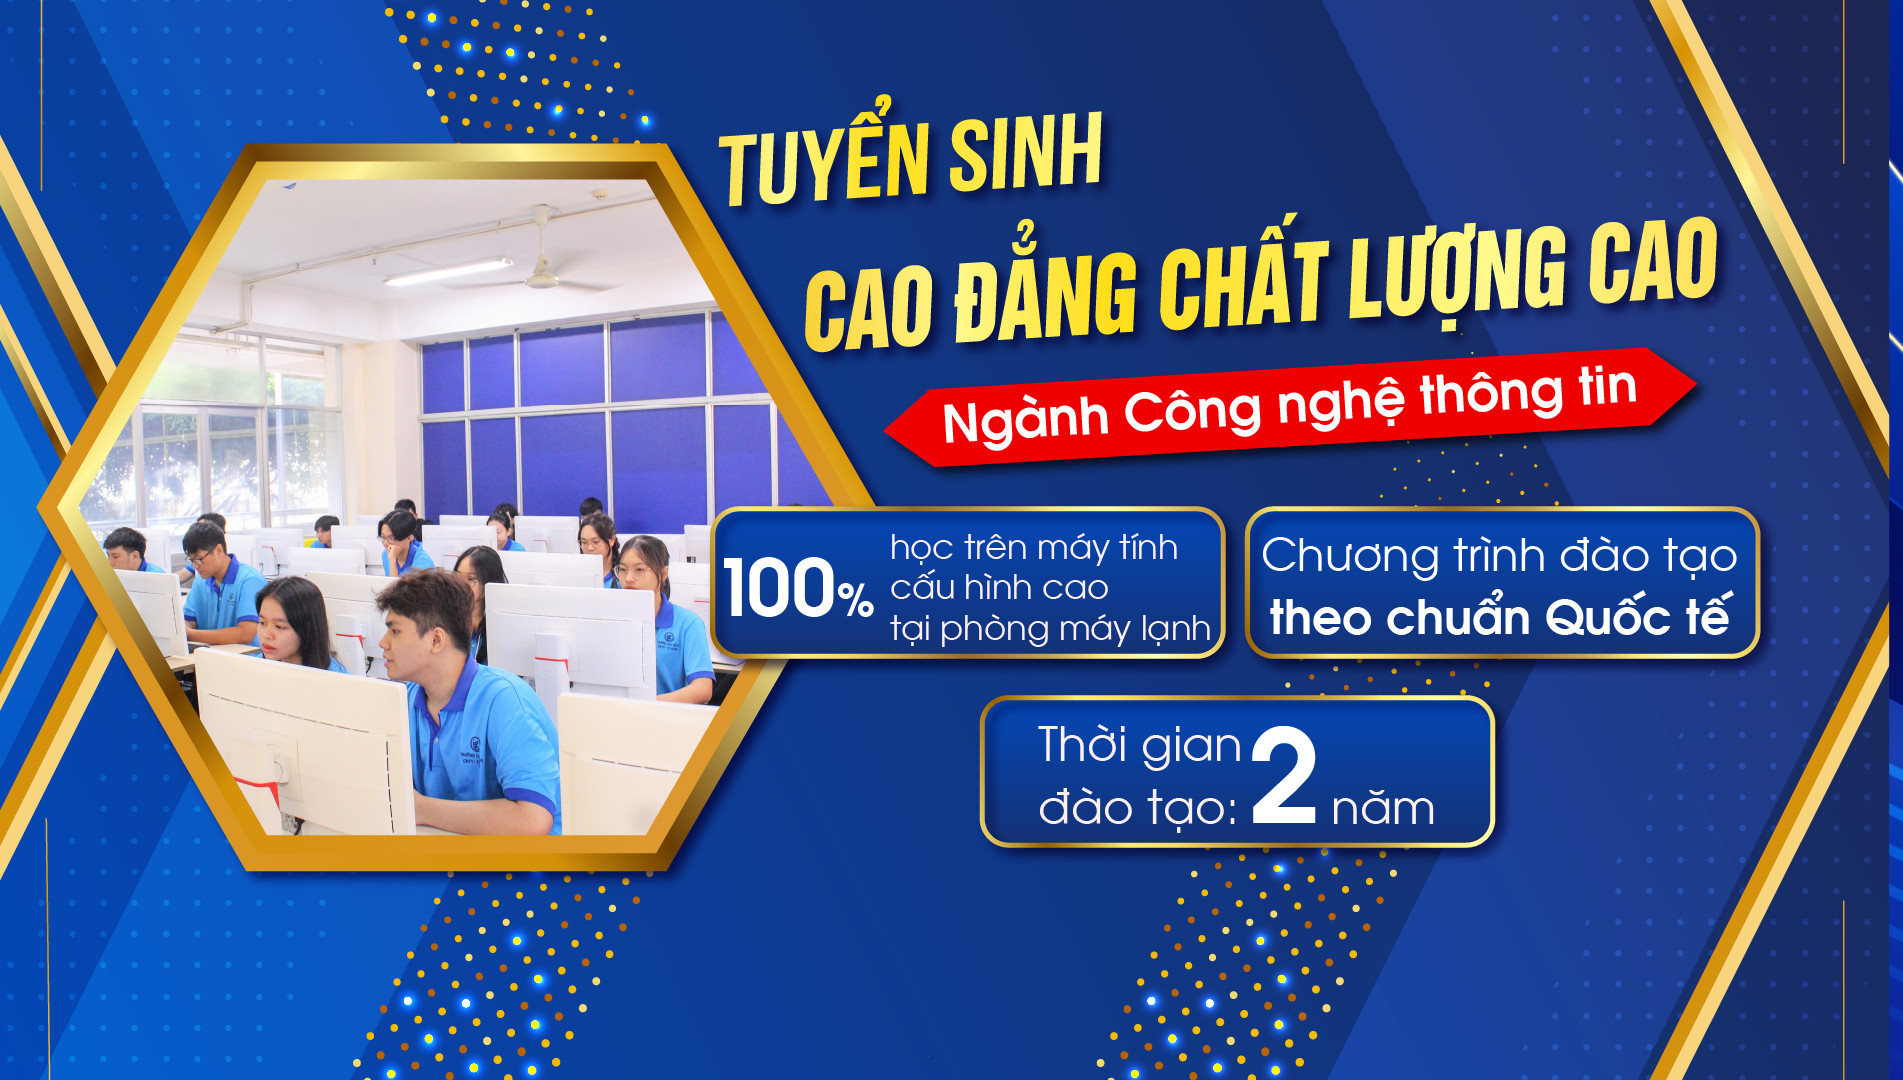 TUYỂN SINH
CAO ĐẲNG CHẤT LƯỢNG CAO
Ngành Công nghệ thông tin
100%
học trên máy tính
cấu hình cao
tại phòng máy lạnh
Chương trình đào tạo
theo chuẩn Quốc tế
Thời gian
đào tạo: 2 năm